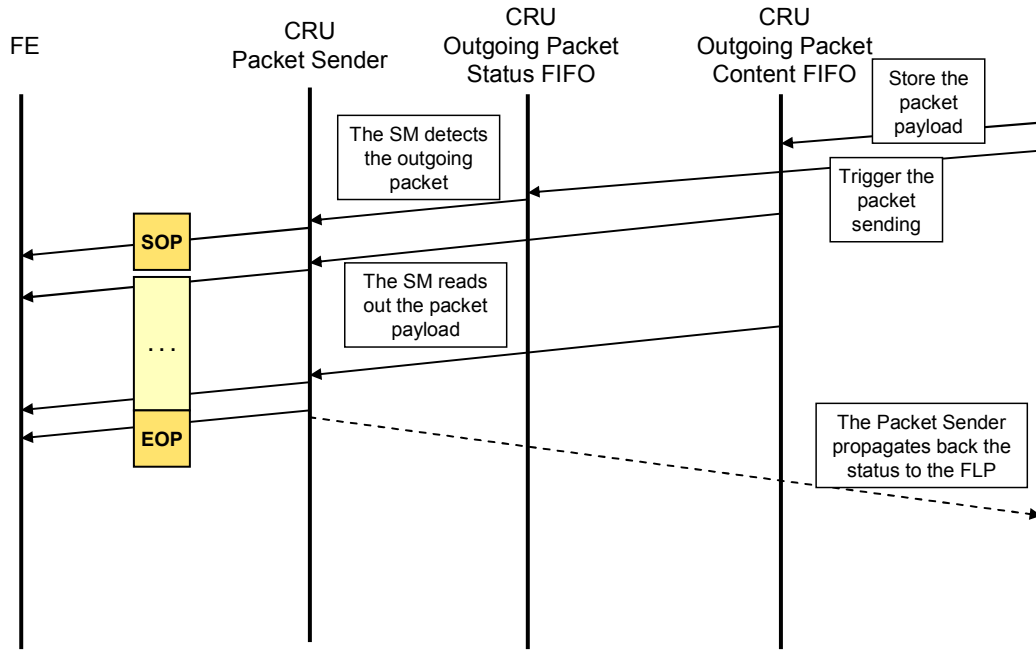 FE
CRU
Packet Sender
CRU
Outgoing Packet
Status FIFO
CRU
Outgoing Packet
Content FIFO
Store the
packet
payload
The SM detects
the outgoing
packet
Trigger the
packet
sending
SOP
The SM reads
out the packet
payload
. . .
EOP
The Packet Sender
propagates back the
status to the FLP